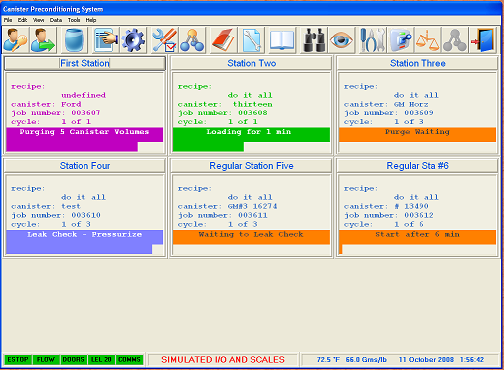 Canister Preconditioning System
File Edit View Data Tools Help
First Station
recipe:
undefined
canister: Ford
job number: 003607
cycle: 1 of 1
Purging 5 Canister Volumes
Station Two
recipe:
do it all
canister: thirteen
job number: 003608
cycle: 1 of 1
Loading for 1 min
Station Three
recipe:
do it all
canister: GM Horz
job number: 003609
cycle: 1 of 3
Purge Waiting
Station Four
recipe:
do it all
canister: test
job number: 003610
cycle: 1 of 3
Leak Check - Pressurize
Regular Station Five
recipe:
do it all
canister: GM#3 16274
job number: 003611
cycle: 1 of 3
Waiting to Leak Check
Regular Sta #6
recipe:
do it all
canister: # 13490
job number: 003612
cycle: 1 of 6
Start after 6 min
ESTOP FLOW DOORS LEL 20 COMMS SIMULATED I/O AND SCALES 72.5 °F 66.0 Grns/lb 11 October 2008 1:56:42